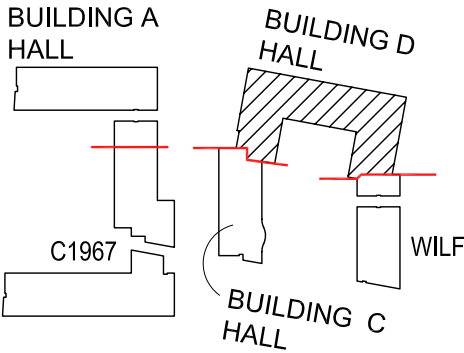 BUILDING A
HALL
BUILDING D
HALL
C1967
WILF
BUILDING C
HALL